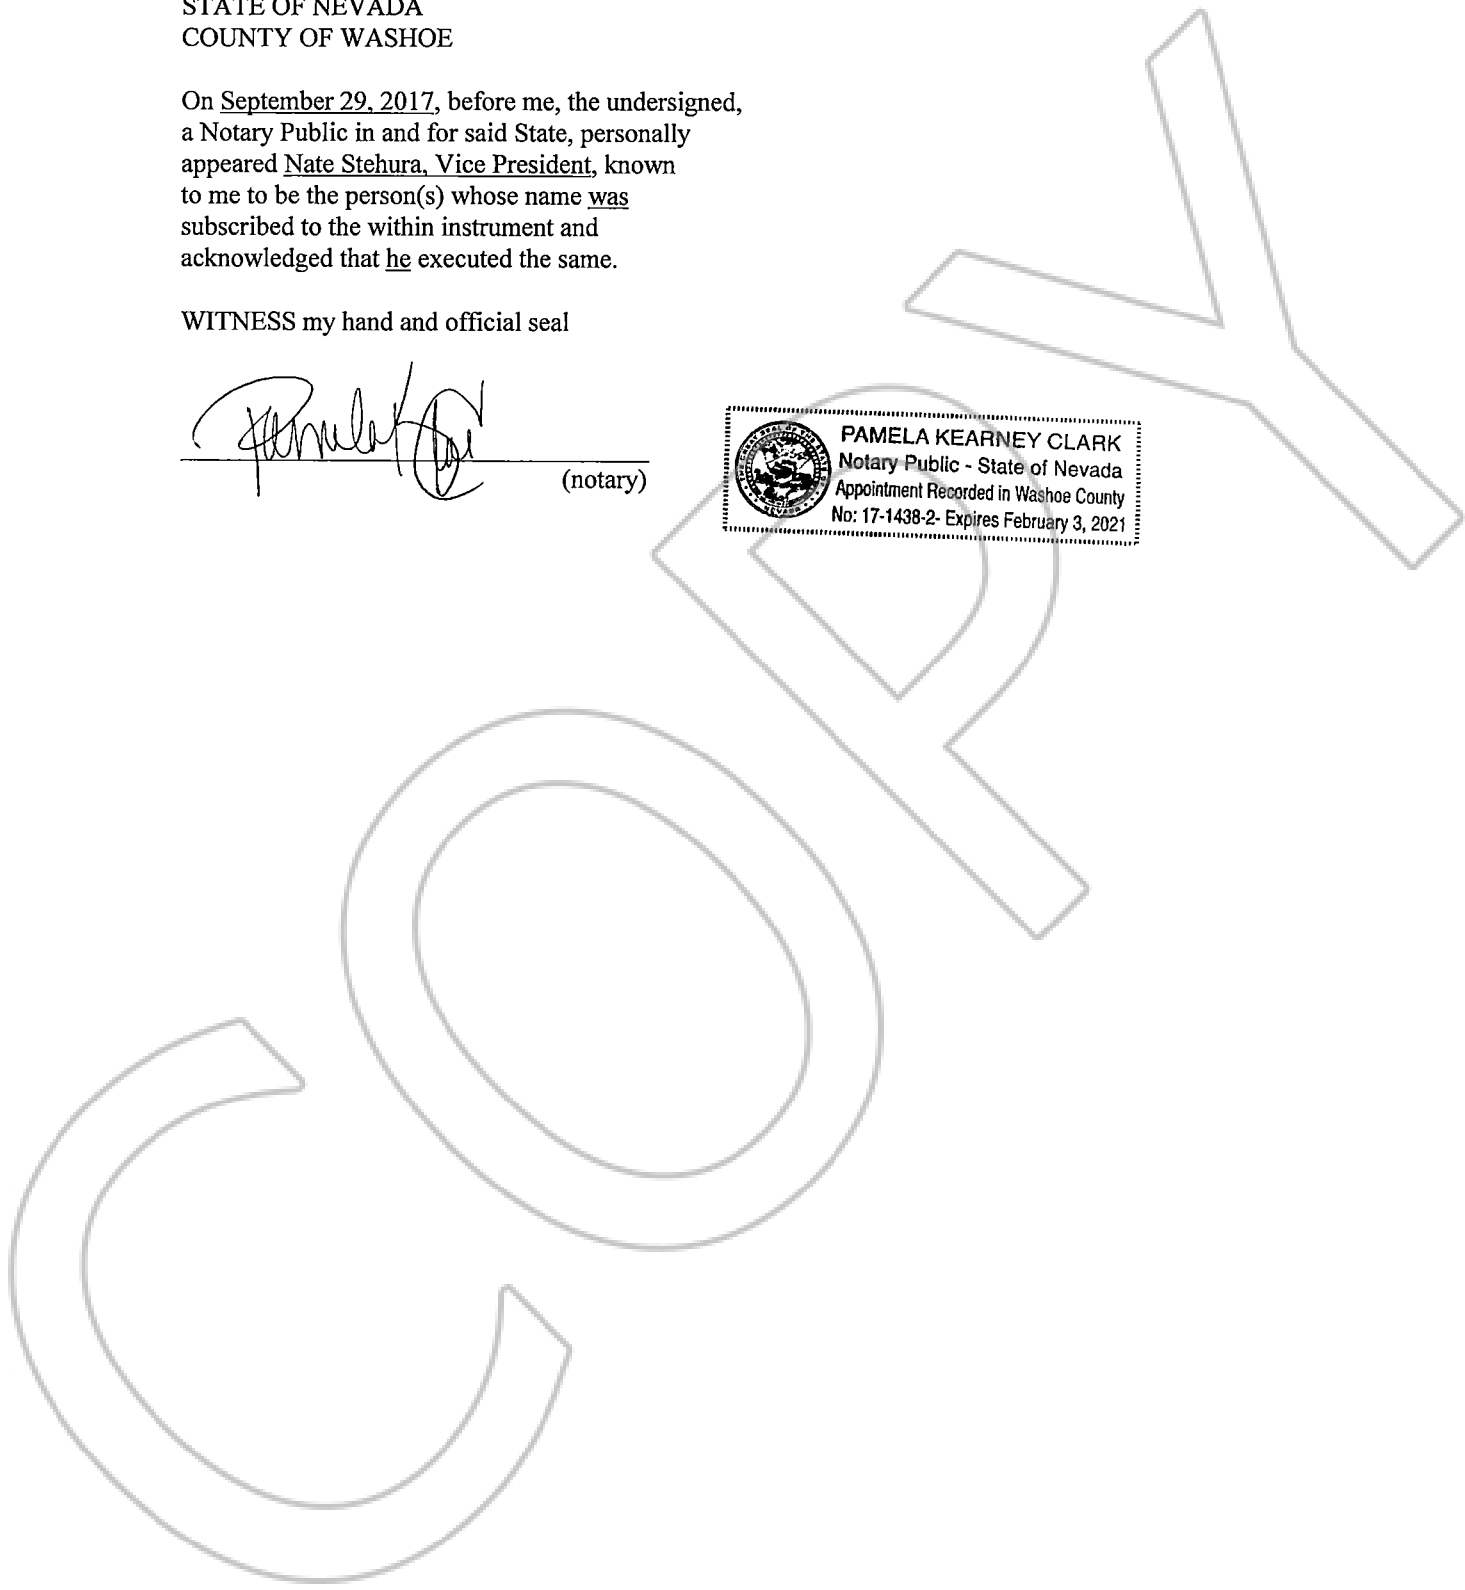 STATE OF NEVADA
COUNTY OF WASHOE
On September 29, 2017, before me, the undersigned,
a Notary Public in and for said State, personally
appeared Nate Stehura, Vice President, known
to me to be the person(s) whose name was
subscribed to the within instrument and
acknowledged that he executed the same.
WITNESS my hand and official seal
(notary)
PAMELA KEARNEY CLARK
Notary Public - State of Nevada
Appointment Recorded in Washoe County
No: 17-1438-2- Expires February 3, 2021
COPY